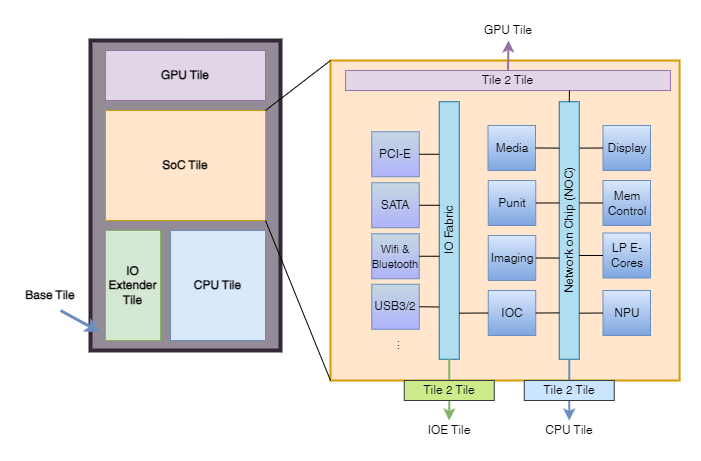 GPU Tile
GPU Tile
Tile 2 Tile
SoC Tile
IO
Extender
Tile
CPU Tile
Base Tile
PCI-E
SATA
Wifi &
Bluetooth
USB3/2
...
IO Fabric
Media
Punit
Imaging
IOC
Network on Chip (NOC)
Display
Mem
Control
LP E-
Cores
NPU
Tile 2 Tile
Tile 2 Tile
IOE Tile
CPU Tile